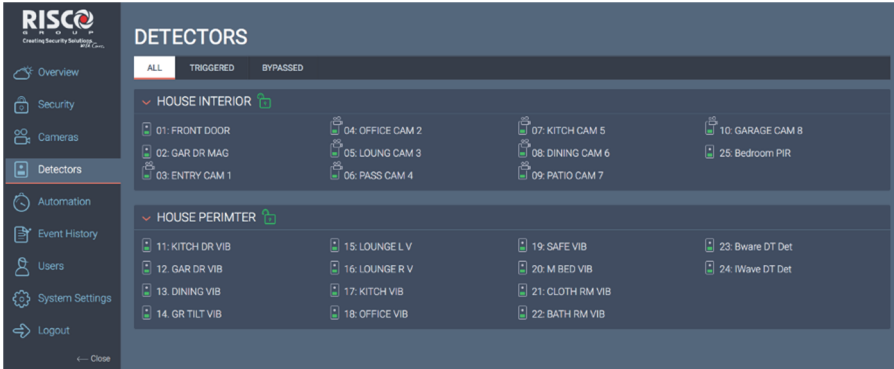 RISCO
GROUP
Creating Security Solutions
With Care.
Overview
Security
Cameras
Detectors
Automation
Event History
Users
System Settings
Logout
← Close
DETECTORS
ALL TRIGGERED BYPASSED
HOUSE INTERIOR
01: FRONT DOOR 04: OFFICE CAM 2 07: KITCH CAM 5 10: GARAGE CAM 8
02: GAR DR MAG 05: LOUNG CAM 3 08: DINING CAM 6 25: Bedroom PIR
03: ENTRY CAM 1 06: PASS CAM 4 09: PATIO CAM 7
HOUSE PERIMTER
11: KITCH DR VIB 15: LOUNGE L V 19: SAFE VIB 23: Bware DT Det
12. GAR DR VIB 16: LOUNGE R V 20: M BED VIB 24: IWave DT Det
13. DINING VIB 17: KITCH VIB 21: CLOTH RM VIB
14. GR TILT VIB 18: OFFICE VIB 22: BATH RM VIB